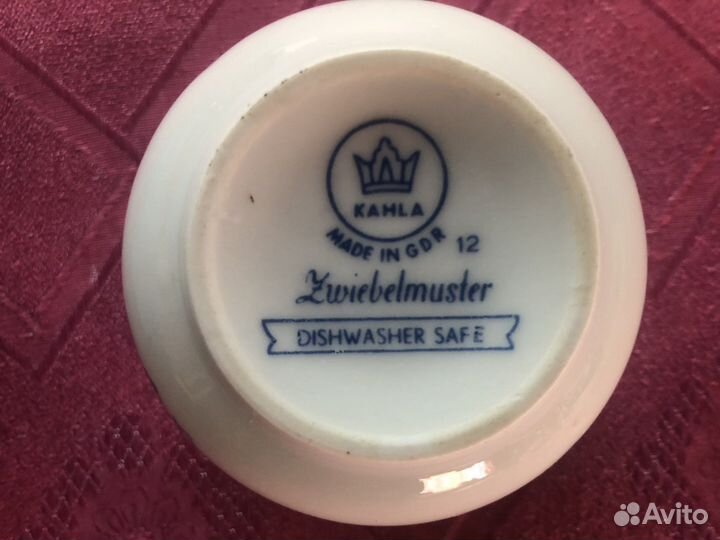 KAHLA
MADE IN GDR 12
Zwiebelmuster
DISHWASHER SAFE
Avito